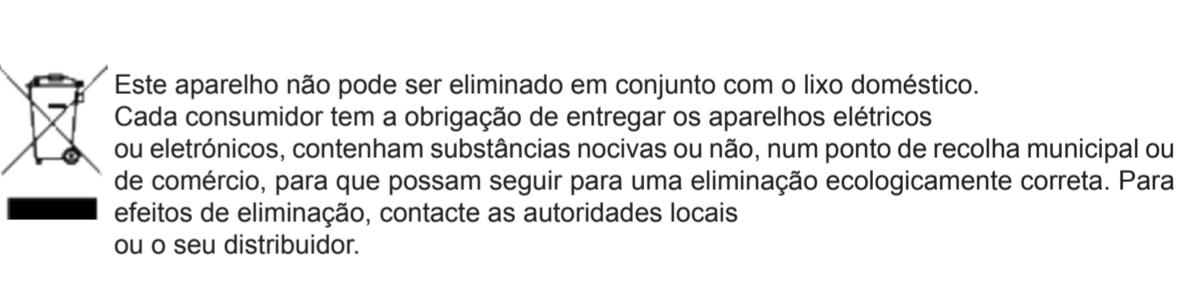 Este aparelho não pode ser eliminado em conjunto com o lixo doméstico.
Cada consumidor tem a obrigação de entregar os aparelhos elétricos
ou eletrónicos, contenham substâncias nocivas ou não, num ponto de recolha municipal ou
de comércio, para que possam seguir para uma eliminação ecologicamente correta. Para
efeitos de eliminação, contacte as autoridades locais
ou o seu distribuidor.